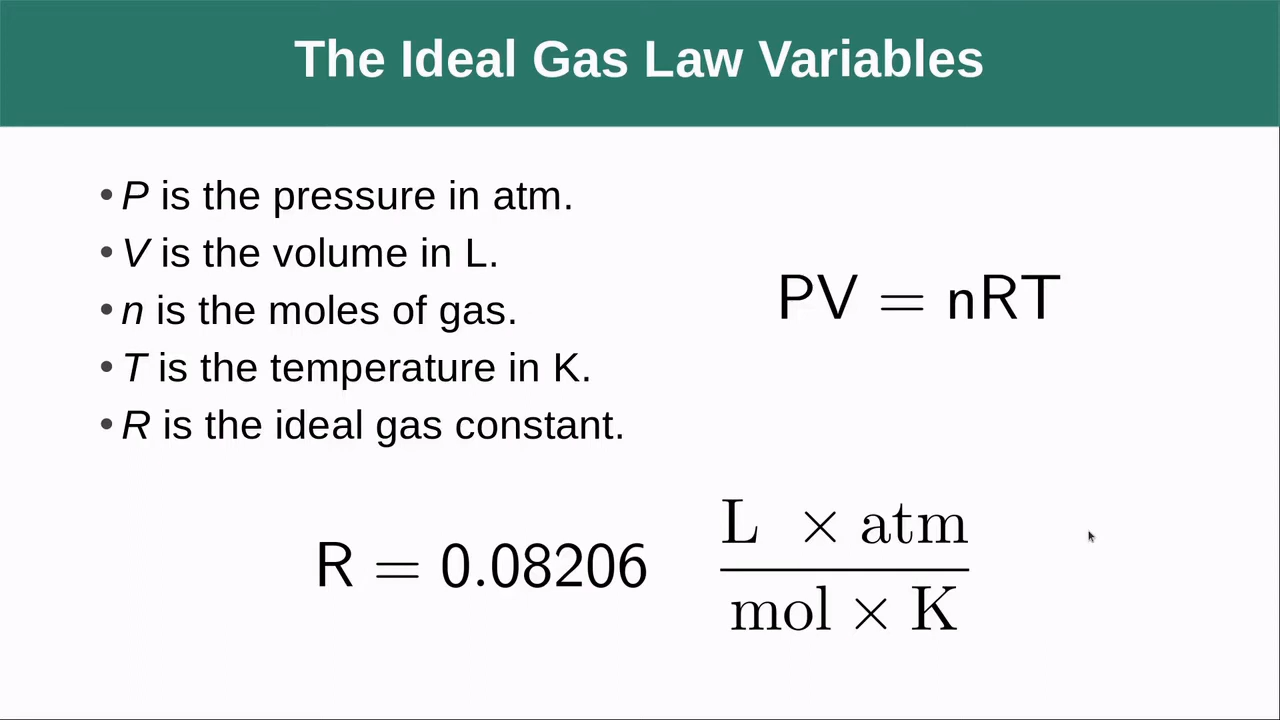 The Ideal Gas Law Variables
• P is the pressure in atm.
• V is the volume in L.
• n is the moles of gas.
• T is the temperature in K.
• R is the ideal gas constant.
PV = nRT
R = 0.08206 L × atm
mol × K